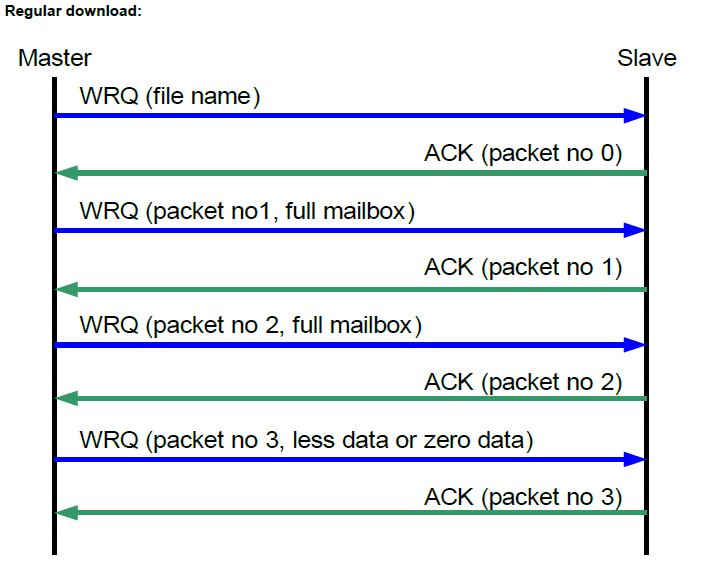 Regular download:
Master
Slave
WRQ (file name)
ACK (packet no 0)
WRQ (packet no1, full mailbox)
ACK (packet no 1)
WRQ (packet no 2, full mailbox)
ACK (packet no 2)
WRQ (packet no 3, less data or zero data)
ACK (packet no 3)